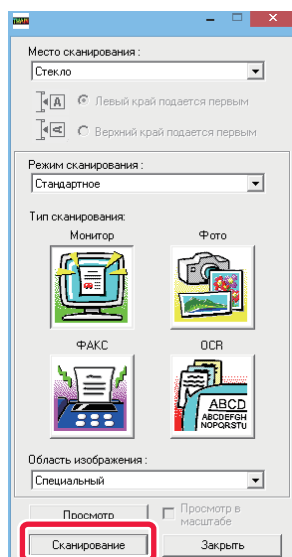 Место сканирования :
Стекло
A Левый край подается первым
A Верхний край подается первым
Режим сканирования :
Стандартное
Тип сканирования:
Монитор Фото
ФАКС OCR
ABCD
ABCDEFGH
NOPQRSTU
Область изображения :
Специальный
Просмотр Просмотр в масштабе
Сканирование Закрыть